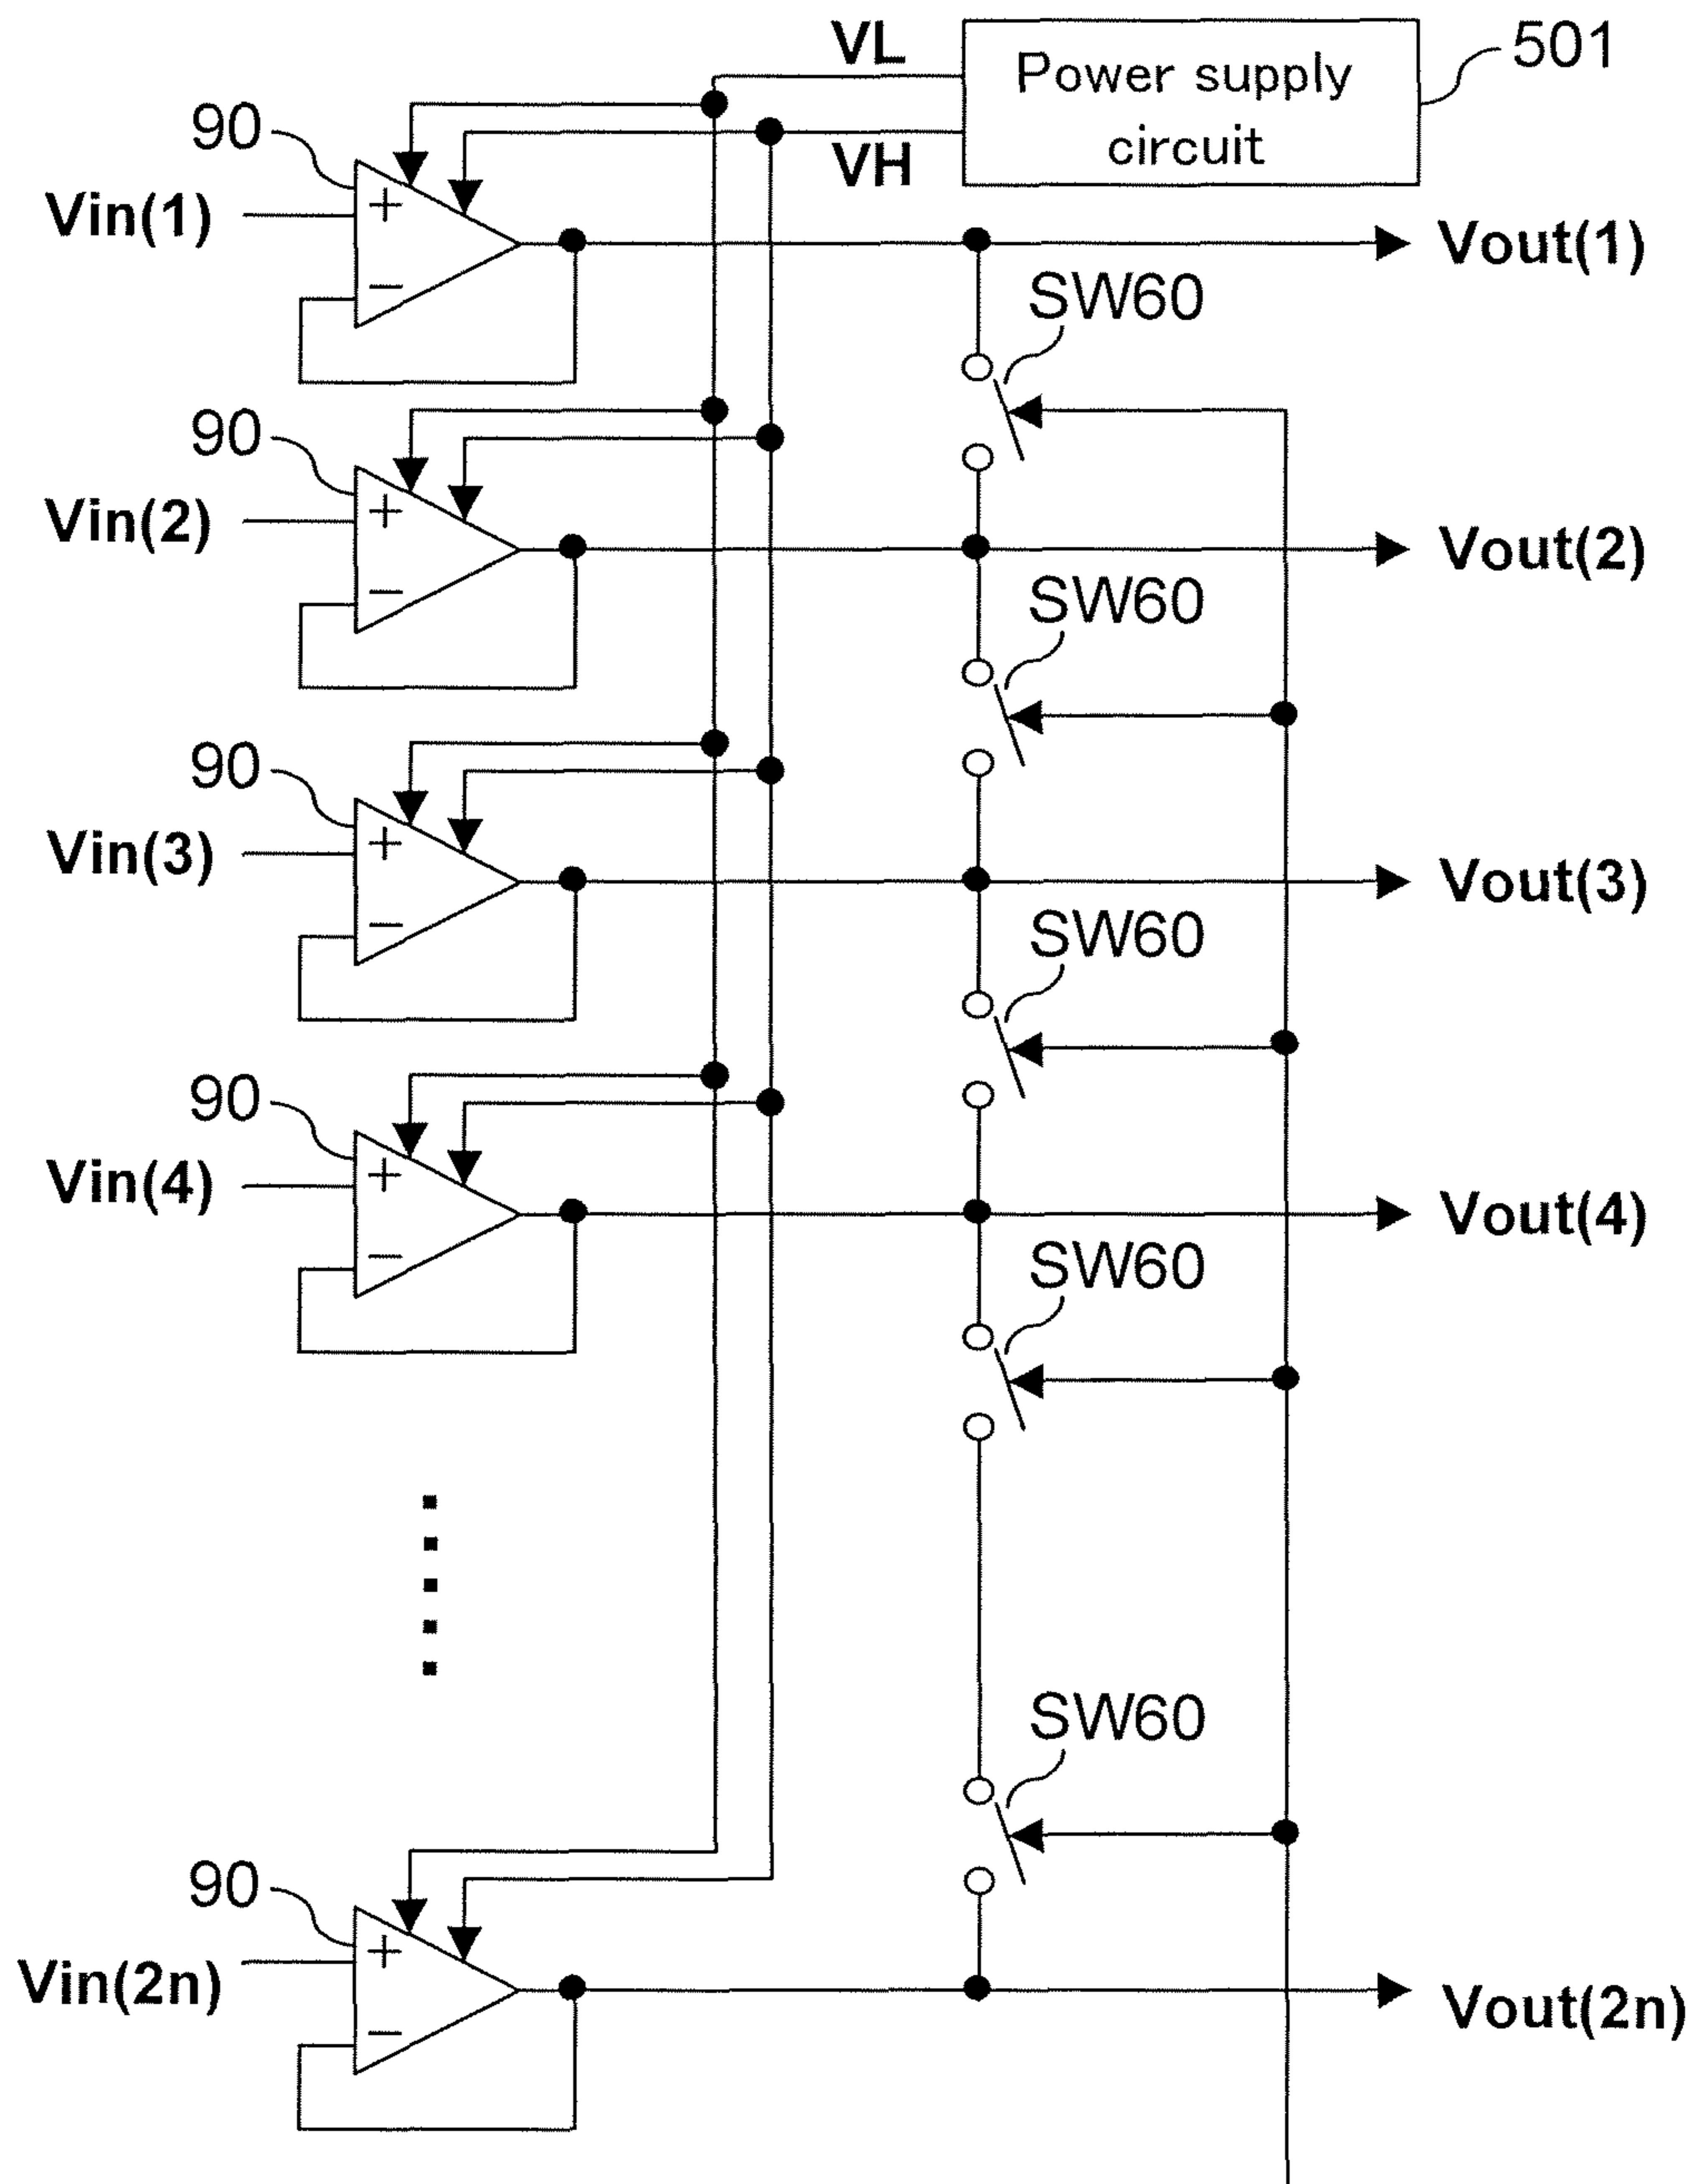 VL
Power supply
circuit
501
VH
90
+
−
Vin(1)
Vout(1)
SW60
90
+
−
Vin(2)
Vout(2)
SW60
90
+
−
Vin(3)
Vout(3)
SW60
90
+
−
Vin(4)
Vout(4)
SW60
SW60
90
+
−
Vin(2n)
Vout(2n)